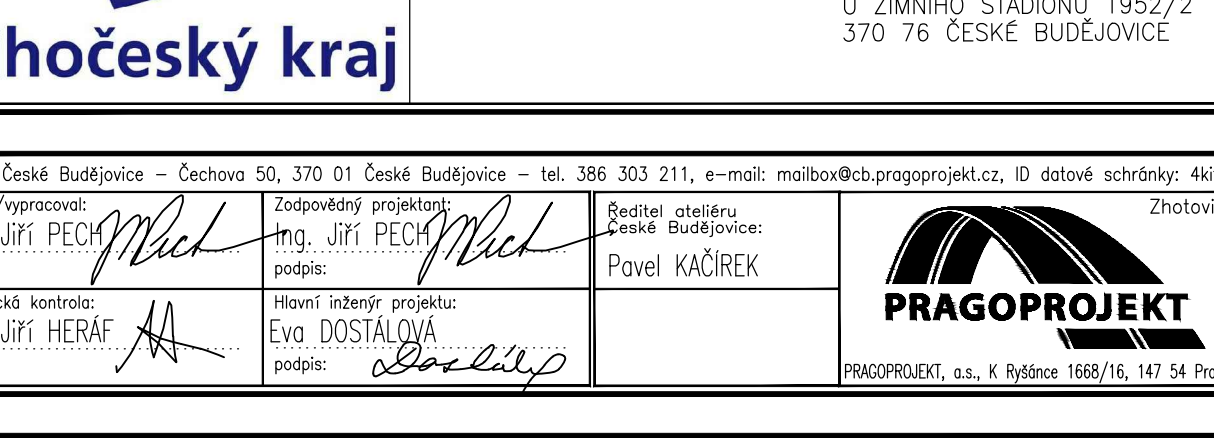 U ZIMNÍHO STADIONU 1952/2
370 76 ČESKÉ BUDĚJOVICE
hočeský kraj
České Budějovice – Čechova 50, 370 01 České Budějovice – tel. 386 303 211, e-mail: mailbox@cb.pragoprojekt.cz, ID datové schránky: 4ki
/vypracoval:
Jiří PECH
Zodpovědný projektant:
Ing. Jiří PECH
podpis:
Ředitel ateliéru
České Budějovice:
Pavel KAČÍREK
Zhotovi
PRAGOPROJEKT
cká kontrola:
Jiří HERÁF
Hlavní inženýr projektu:
Eva DOSTÁLOVÁ
podpis:
PRAGOPROJEKT, a.s., K Ryšánce 1668/16, 147 54 Pra